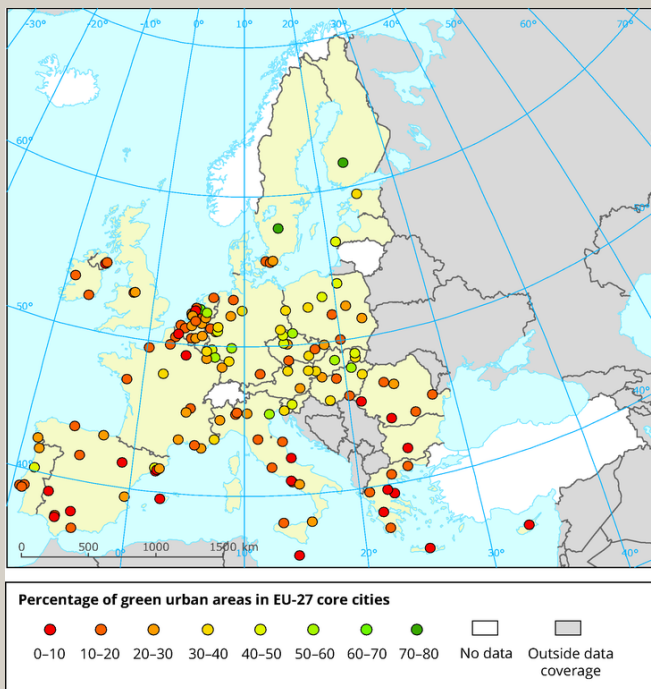 -30° -20° -10° 0° 10° 20° 30° 40° 50° 60° 70°
60°
50°
50°
40°
40°
0 500 1000 1500 km
0° 10° 20° 30° 40°
Percentage of green urban areas in EU-27 core cities
0–10 10–20 20–30 30–40 40–50 50–60 60–70 70–80 No data Outside data
coverage